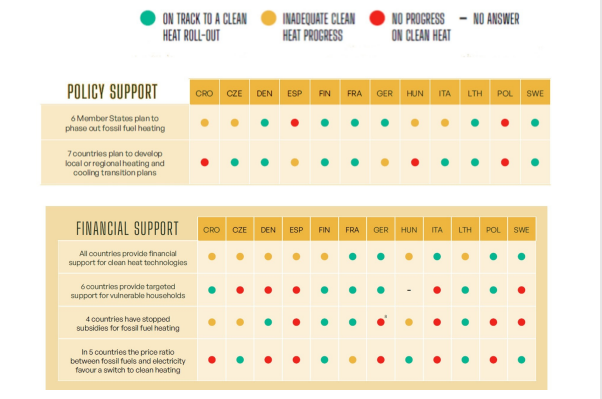 ON TRACK TO A CLEAN
HEAT ROLL-OUT
INADEQUATE CLEAN
HEAT PROGRESS
NO PROGRESS
ON CLEAN HEAT
– NO ANSWER
POLICY SUPPORT CRO CZE DEN ESP FIN FRA GER HUN ITA LTH POL SWE
6 Member States plan to
phase out fossil fuel heating
7 countries plan to develop
local or regional heating and
cooling transition plans
FINANCIAL SUPPORT CRO CZE DEN ESP FIN FRA GER HUN ITA LTH POL SWE
All countries provide financial
support for clean heat technologies
6 countries provide targeted
support for vulnerable households
-
4 countries have stopped
subsidies for fossil fuel heating
In 5 countries the price ratio
between fossil fuels and electricity
favour a switch to clean heating